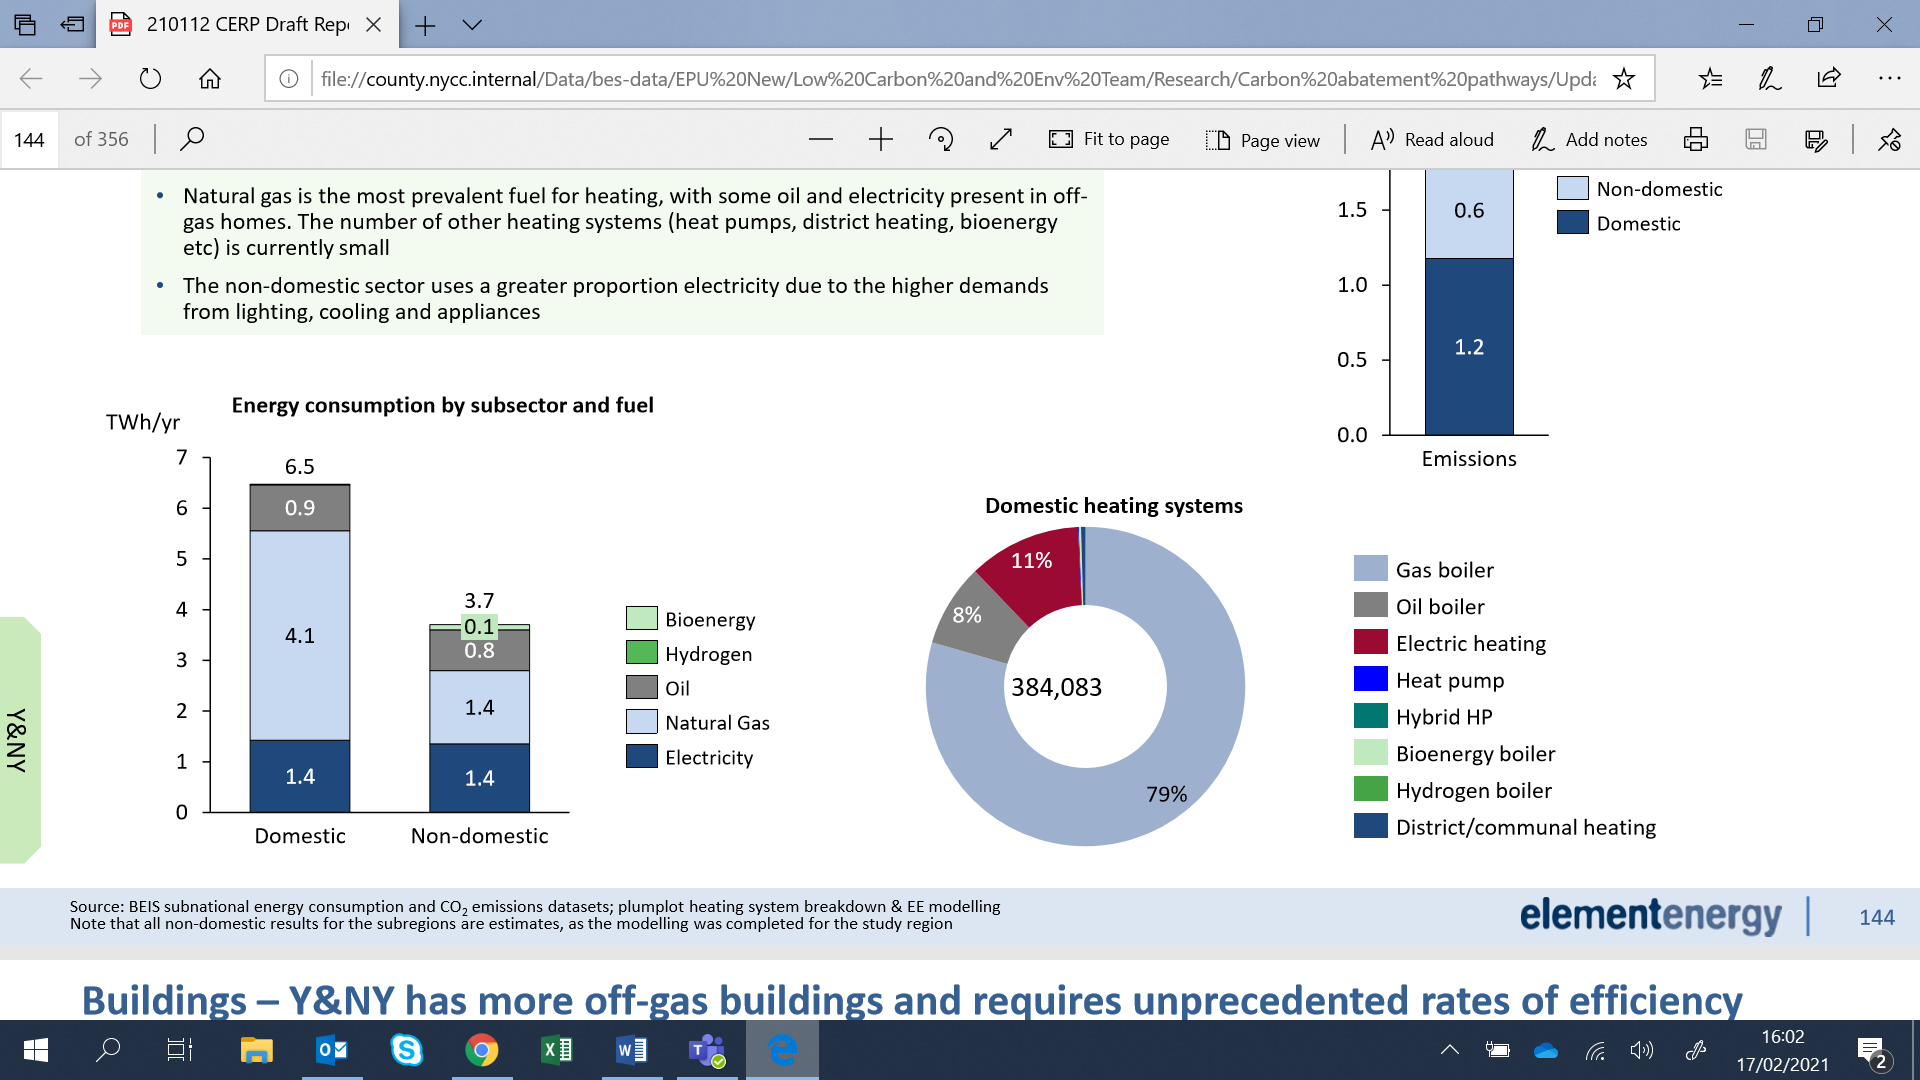 210112 CERP Draft Rep
file://county.nycc.internal/Data/bes-data/EPU%20New/Low%20Carbon%20and%20Env%20Team/Research/Carbon%20abatement%20pathways/Upda
144 of 356
Fit to page
Page view
Read aloud
Add notes
• Natural gas is the most prevalent fuel for heating, with some oil and electricity present in off-
gas homes. The number of other heating systems (heat pumps, district heating, bioenergy
etc) is currently small
• The non-domestic sector uses a greater proportion electricity due to the higher demands
from lighting, cooling and appliances
1.5
1.0
0.5
0.0
0.6
1.2
Emissions
Non-domestic
Domestic
Energy consumption by subsector and fuel
TWh/yr
7
6
5
4
3
2
1
0
6.5
0.9
4.1
1.4
Domestic
3.7
0.1
0.8
1.4
1.4
Non-domestic
Bioenergy
Hydrogen
Oil
Natural Gas
Electricity
Domestic heating systems
11%
8%
384,083
79%
Gas boiler
Oil boiler
Electric heating
Heat pump
Hybrid HP
Bioenergy boiler
Hydrogen boiler
District/communal heating
Y&NY
Source: BEIS subnational energy consumption and CO2 emissions datasets; plumplot heating system breakdown & EE modelling
Note that all non-domestic results for the subregions are estimates, as the modelling was completed for the study region
elementenergy
144
Buildings – Y&NY has more off-gas buildings and requires unprecedented rates of efficiency
16:02
17/02/2021
2